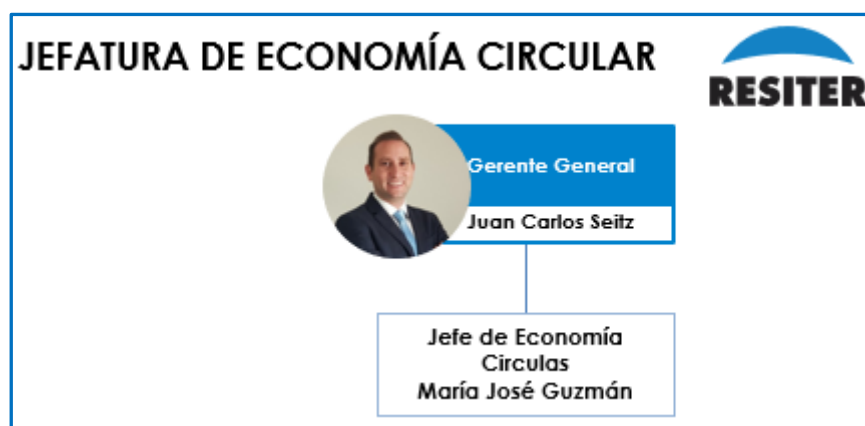 JEFATURA DE ECONOMÍA CIRCULAR
RESITER
Gerente General
Juan Carlos Seitz
Jefe de Economía
Circulas
María José Guzmán